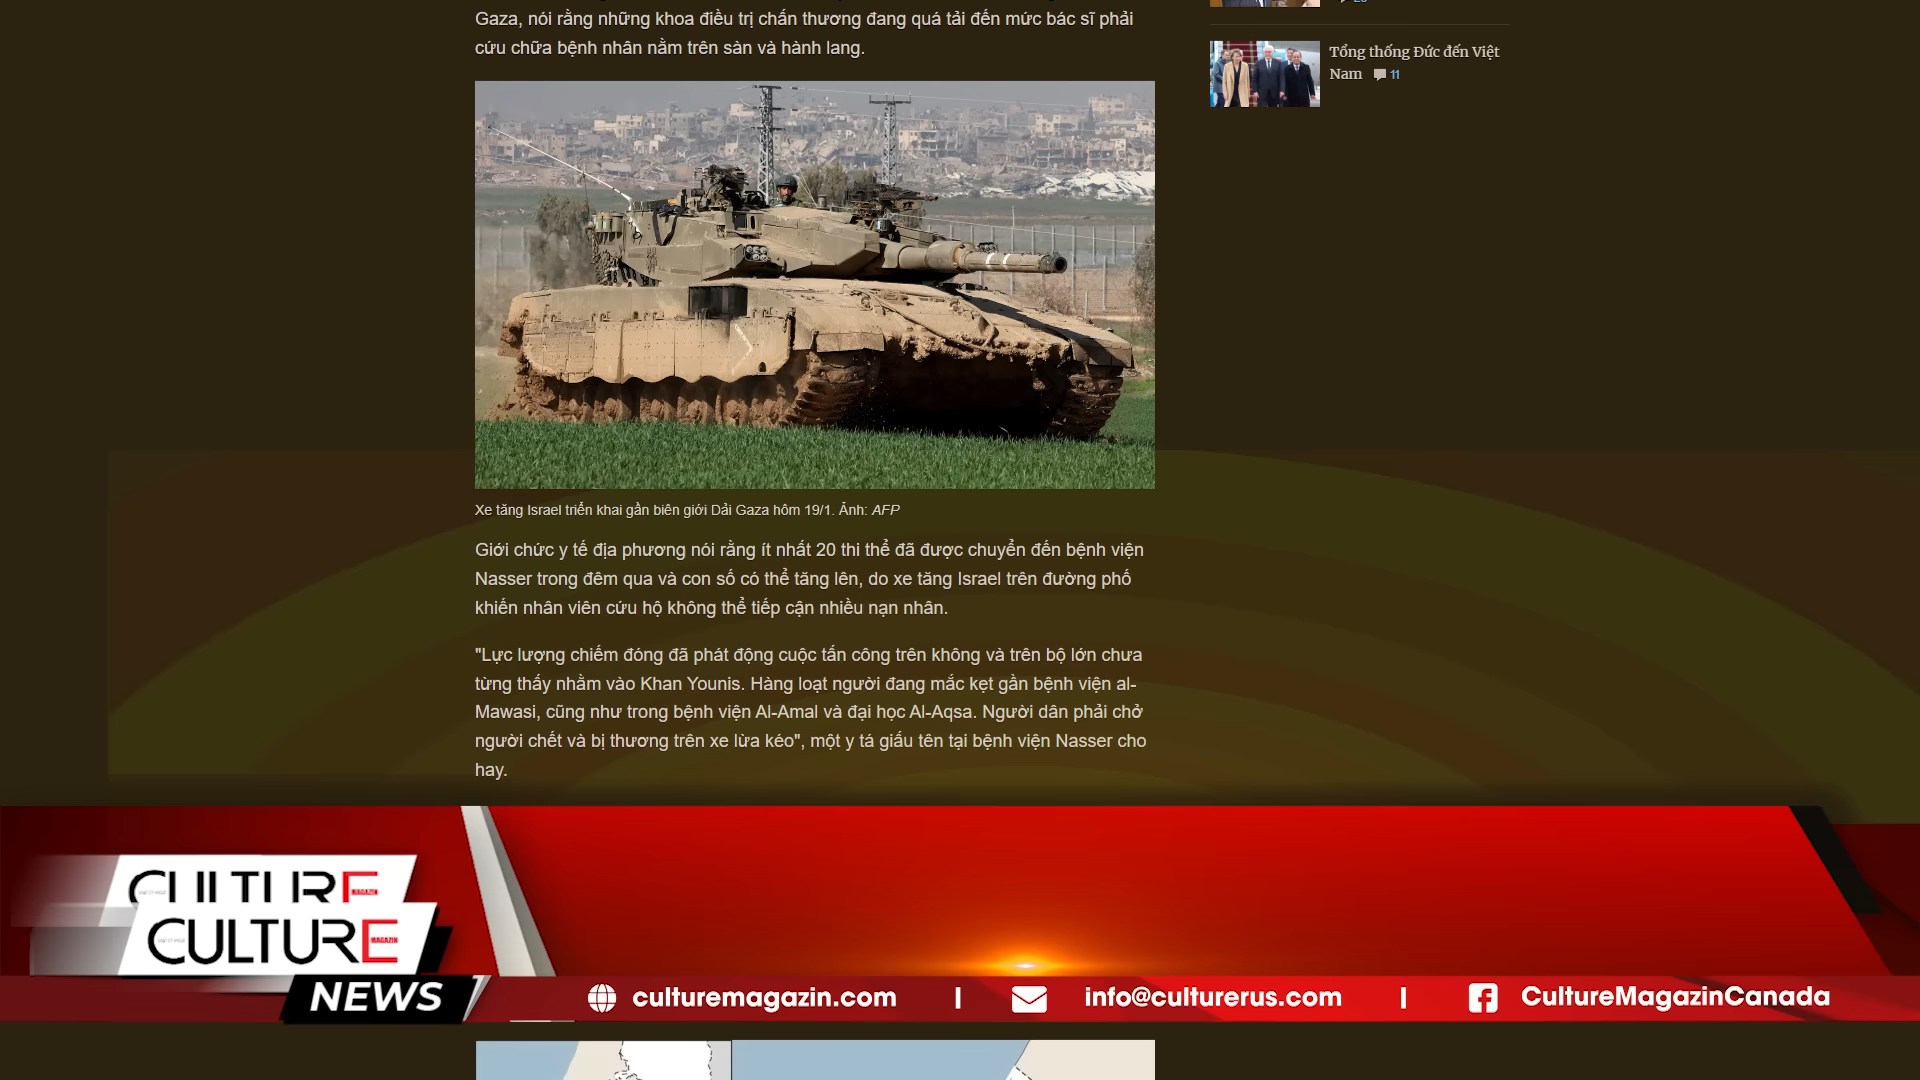 Gaza, nói rằng những khoa điều trị chấn thương đang quá tải đến mức bác sĩ phải
cứu chữa bệnh nhân nằm trên sàn và hành lang.
Tổng thống Đức đến Việt
Nam 11
Xe tăng Israel triển khai gần biên giới Dải Gaza hôm 19/1. Ảnh: AFP
Giới chức y tế địa phương nói rằng ít nhất 20 thi thể đã được chuyển đến bệnh viện
Nasser trong đêm qua và con số có thể tăng lên, do xe tăng Israel trên đường phố
khiến nhân viên cứu hộ không thể tiếp cận nhiều nạn nhân.
"Lực lượng chiếm đóng đã phát động cuộc tấn công trên không và trên bộ lớn chưa
từng thấy nhằm vào Khan Younis. Hàng loạt người đang mắc kẹt gần bệnh viện al-
Mawasi, cũng như trong bệnh viện Al-Amal và đại học Al-Aqsa. Người dân phải chở
người chết và bị thương trên xe lừa kéo", một y tá giấu tên tại bệnh viện Nasser cho
hay.
CULTURE
MAGAZIN
CULTURE
MAGAZIN
NEWS
culturemagazin.com | info@culturerus.com | CultureMagazinCanada